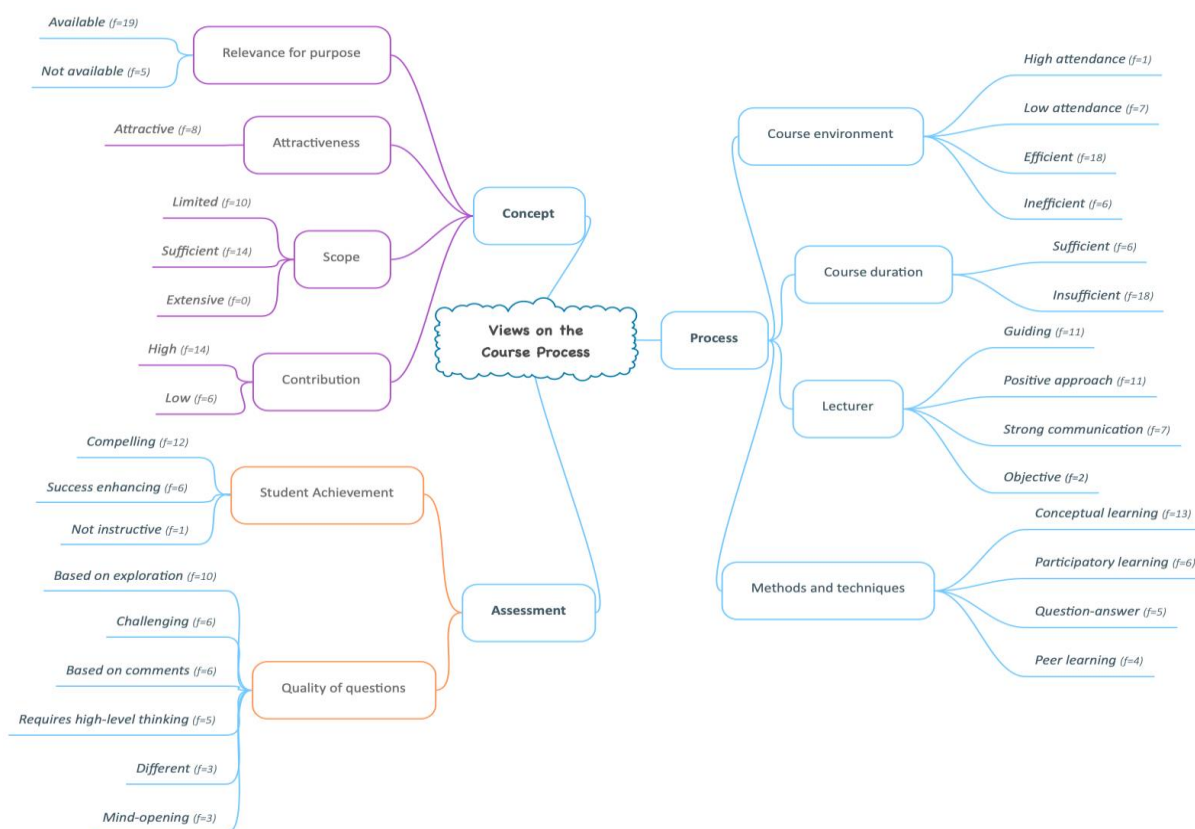 Views on the
Course Process
Concept
Relevance for purpose
Available (f=19)
Not available (f=5)
Attractiveness
Attractive (f=8)
Scope
Limited (f=10)
Sufficient (f=14)
Extensive (f=0)
Contribution
High (f=14)
Low (f=6)
Assessment
Student Achievement
Compelling (f=12)
Success enhancing (f=6)
Not instructive (f=1)
Quality of questions
Based on exploration (f=10)
Challenging (f=6)
Based on comments (f=6)
Requires high-level thinking (f=5)
Different (f=3)
Mind-opening (f=3)
Process
Course environment
High attendance (f=1)
Low attendance (f=7)
Efficient (f=18)
Inefficient (f=6)
Course duration
Sufficient (f=6)
Insufficient (f=18)
Lecturer
Guiding (f=11)
Positive approach (f=11)
Strong communication (f=7)
Objective (f=2)
Methods and techniques
Conceptual learning (f=13)
Participatory learning (f=6)
Question-answer (f=5)
Peer learning (f=4)